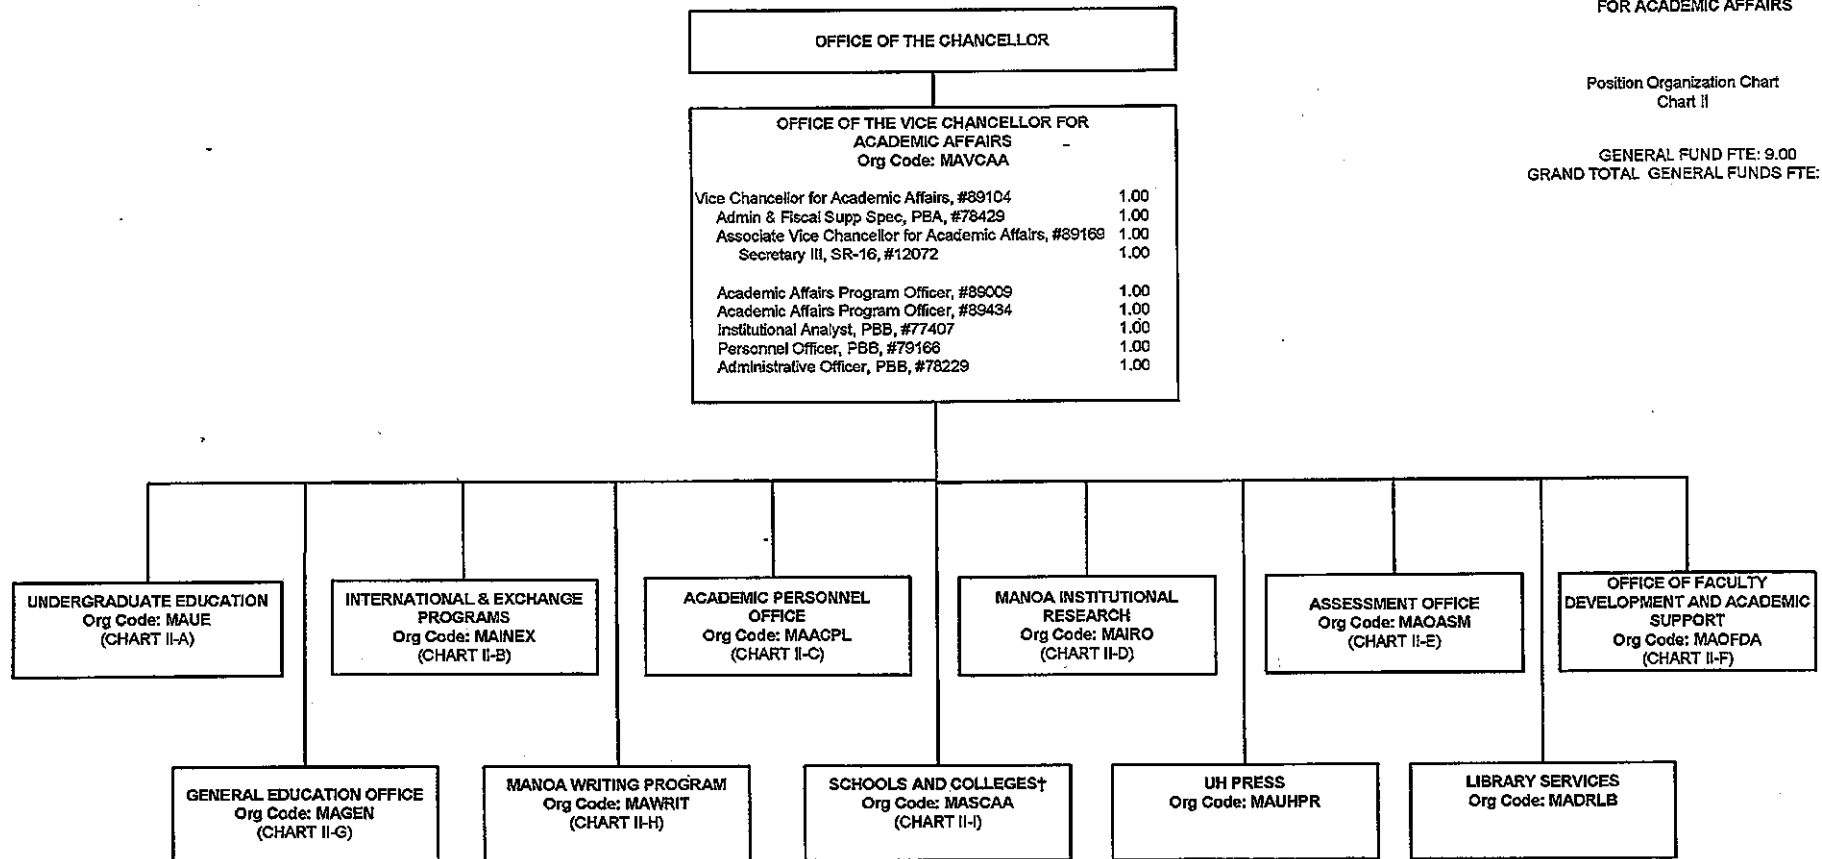 FOR ACADEMIC AFFAIRS
Position Organization Chart
Chart II
GENERAL FUND FTE: 9.00
GRAND TOTAL GENERAL FUNDS FTE:
OFFICE OF THE CHANCELLOR
OFFICE OF THE VICE CHANCELLOR FOR
ACADEMIC AFFAIRS
Org Code: MAVCAA
Vice Chancellor for Academic Affairs, #89104 1.00
Admin & Fiscal Supp Spec, PBA, #78429 1.00
Associate Vice Chancellor for Academic Affairs, #89169 1.00
Secretary III, SR-16, #12072 1.00
Academic Affairs Program Officer, #89009 1.00
Academic Affairs Program Officer, #89434 1.00
Institutional Analyst, PBB, #77407 1.00
Personnel Officer, PBB, #79166 1.00
Administrative Officer, PBB, #78229 1.00
UNDERGRADUATE EDUCATION
Org Code: MAUE
(CHART II-A)
INTERNATIONAL & EXCHANGE
PROGRAMS
Org Code: MAINEX
(CHART II-B)
ACADEMIC PERSONNEL
OFFICE
Org Code: MAACPL
(CHART II-C)
MANOA INSTITUTIONAL
RESEARCH
Org Code: MAIRO
(CHART II-D)
ASSESSMENT OFFICE
Org Code: MAOASM
(CHART II-E)
OFFICE OF FACULTY
DEVELOPMENT AND ACADEMIC
SUPPORT
Org Code: MAOFDA
(CHART II-F)
GENERAL EDUCATION OFFICE
Org Code: MAGEN
(CHART II-G)
MANOA WRITING PROGRAM
Org Code: MAWRIT
(CHART II-H)
SCHOOLS AND COLLEGES†
Org Code: MASCAA
(CHART II-I)
UH PRESS
Org Code: MAUHPR
LIBRARY SERVICES
Org Code: MADRLB